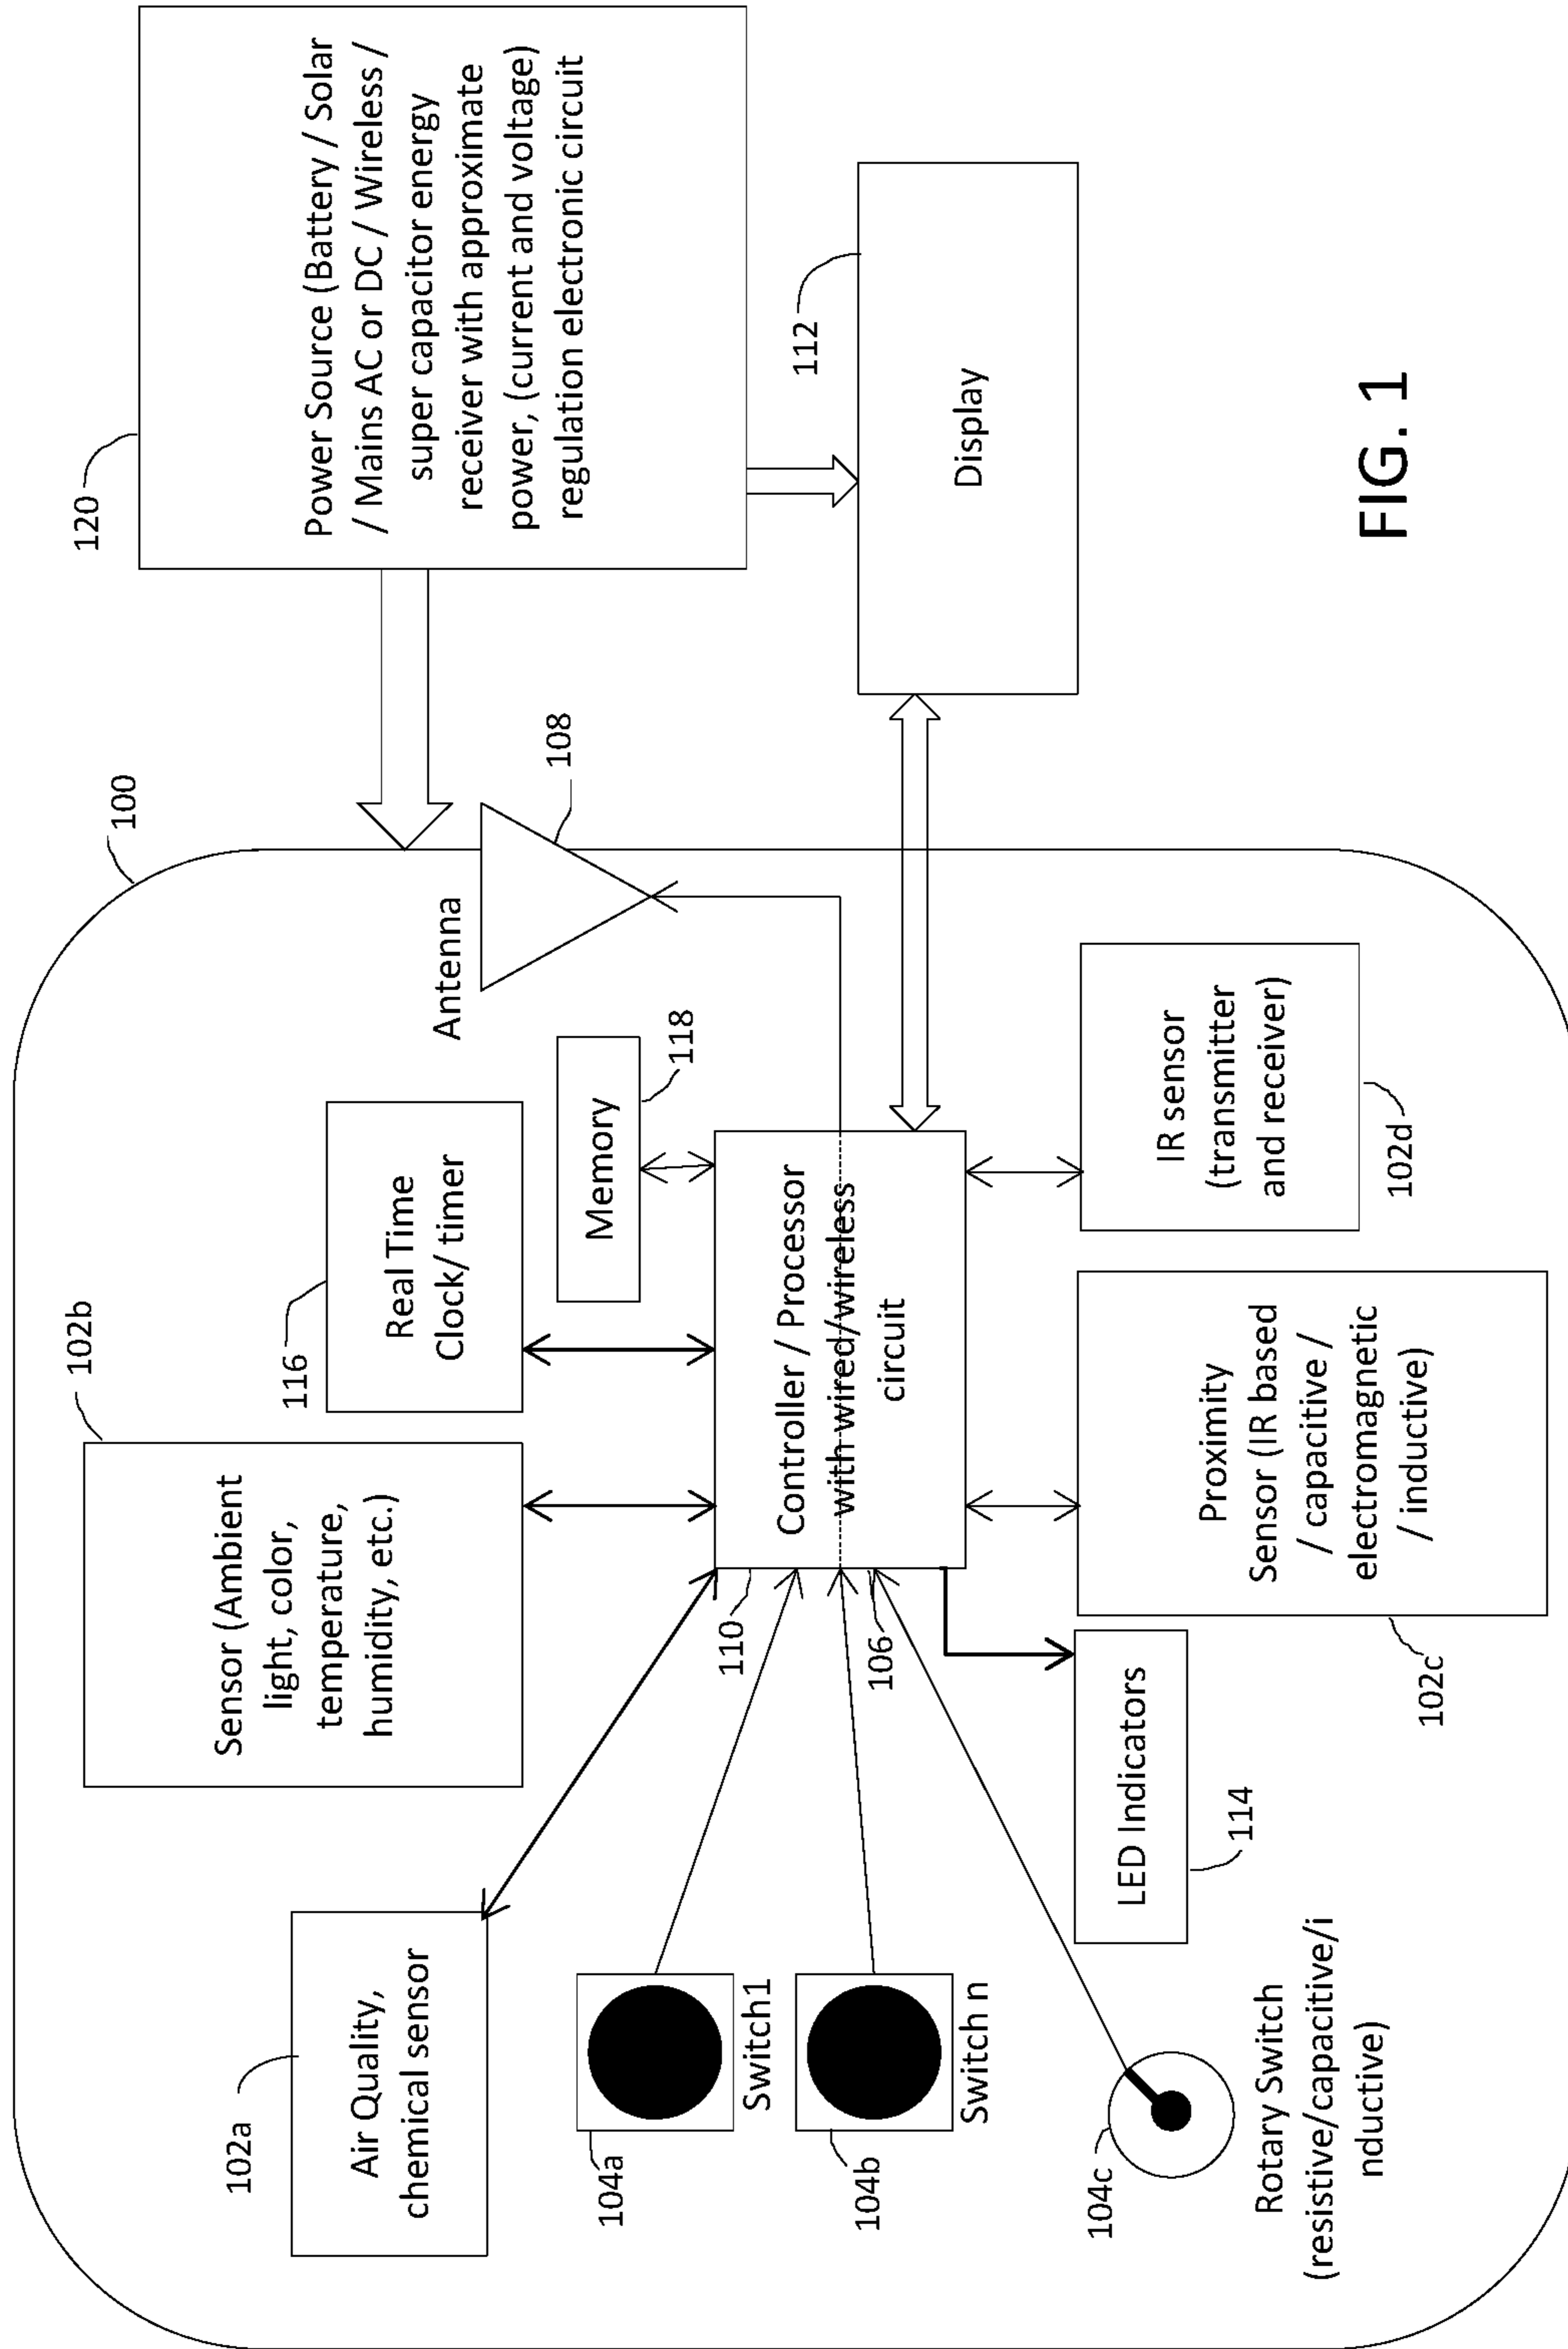 120
Power Source (Battery / Solar
/ Mains AC or DC / Wireless /
super capacitor energy
receiver with approximate
power, (current and voltage)
regulation electronic circuit
112
Display
100
Antenna
108
102b
Sensor (Ambient
light, color,
temperature,
humidity, etc.)
116
Real Time
Clock/ timer
Memory
118
102a
Air Quality,
chemical sensor
110
Controller / Processor
with wired/wireless
circuit
106
104a
Switch1
104b
Switch n
104c
Rotary Switch
(resistive/capacitive/i
nductive)
LED Indicators
114
Proximity
Sensor (IR based
/ capacitive /
electromagnetic
/ inductive)
102c
IR sensor
(transmitter
and receiver)
102d
FIG. 1